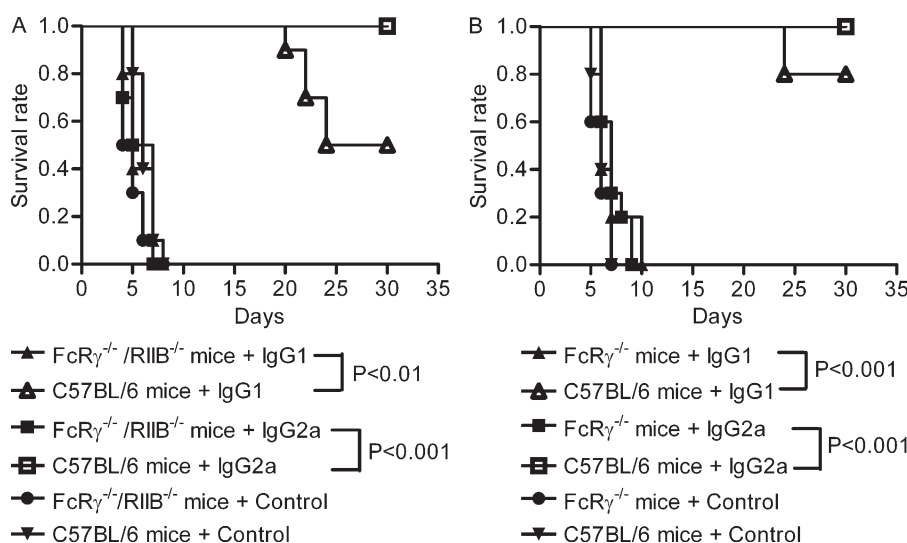 A
B
Survival rate
1.0
0.8
0.6
0.4
0.2
0.0
0 5 10 15 20 25 30 35
Days
Survival rate
1.0
0.8
0.6
0.4
0.2
0.0
0 5 10 15 20 25 30 35
Days
FcRγ-/- /RIIB-/- mice + IgG1
C57BL/6 mice + IgG1
P<0.01
FcRγ-/- /RIIB-/- mice + IgG2a
C57BL/6 mice + IgG2a
P<0.001
FcRγ-/-/RIIB-/- mice + Control
C57BL/6 mice + Control
FcRγ-/- mice + IgG1
C57BL/6 mice + IgG1
P<0.001
FcRγ-/- mice + IgG2a
C57BL/6 mice + IgG2a
P<0.001
FcRγ-/- mice + Control
C57BL/6 mice + Control